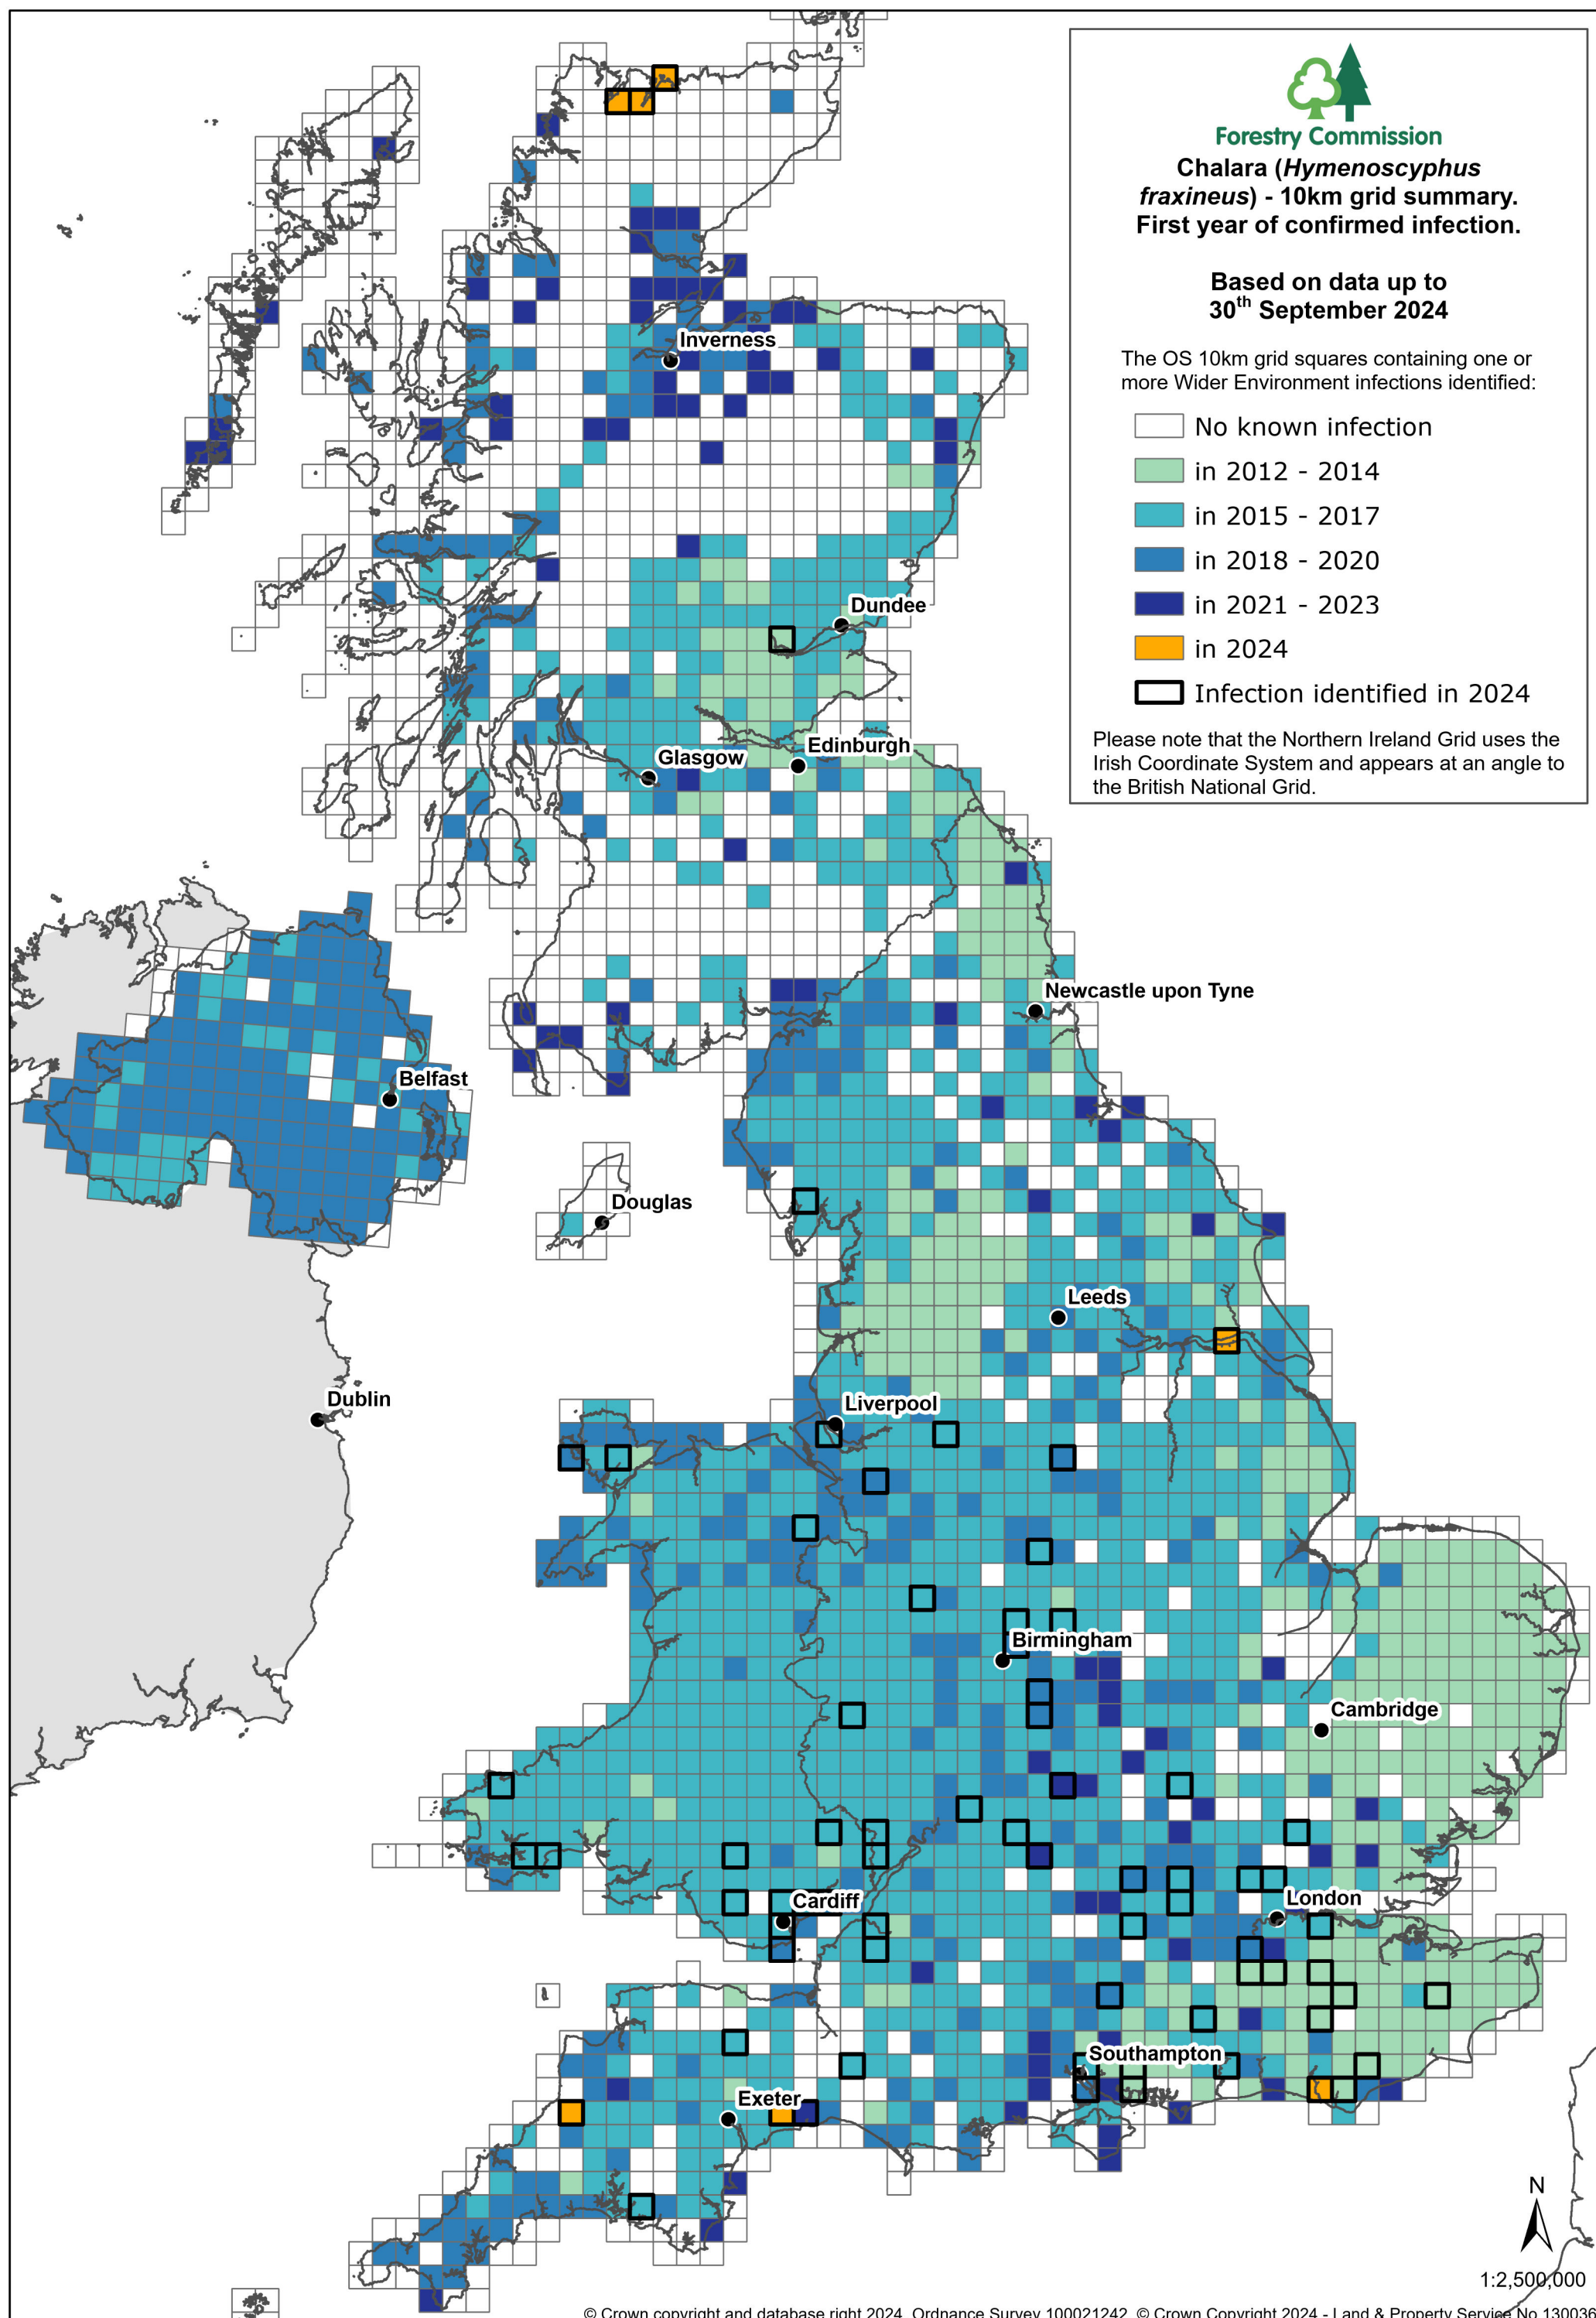 Forestry Commission
Chalara (Hymenoscyphus
fraxineus) - 10km grid summary.
First year of confirmed infection.
Based on data up to
30th September 2024
The OS 10km grid squares containing one or
more Wider Environment infections identified:
No known infection
in 2012 - 2014
in 2015 - 2017
in 2018 - 2020
in 2021 - 2023
in 2024
Infection identified in 2024
Please note that the Northern Ireland Grid uses the
Irish Coordinate System and appears at an angle to
the British National Grid.
Inverness
Dundee
Edinburgh
Glasgow
Newcastle upon Tyne
Belfast
Douglas
Leeds
Dublin
Liverpool
Birmingham
Cambridge
Cardiff
London
Southampton
Exeter
N
1:2,500,000
© Crown copyright and database right 2024. Ordnance Survey 100021242. © Crown Copyright 2024 - Land & Property Service No.